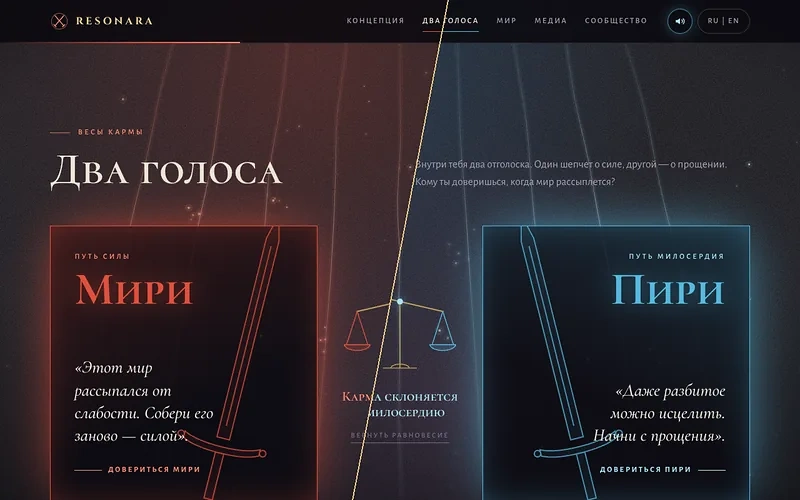 RESONARA
КОНЦЕПЦИЯ
ДВА ГОЛОСА
МИР
МЕДИА
СООБЩЕСТВО
RU | EN
ВЕСЫ КАРМЫ
Два голоса
Внутри тебя два отголоска. Один шепчет о силе, другой — о прощении.
Кому ты доверишься, когда мир рассыплется?
ПУТЬ СИЛЫ
Мири
«Этот мир
рассыпался от
слабости. Собери его
заново — силой».
ДОВЕРИТЬСЯ МИРИ
Карма склоняется
к милосердию
ВЕРНУТЬ РАВНОВЕСИЕ
ПУТЬ МИЛОСЕРДИЯ
Пири
«Даже разбитое
можно исцелить.
Начни с прощения».
ДОВЕРИТЬСЯ ПИРИ